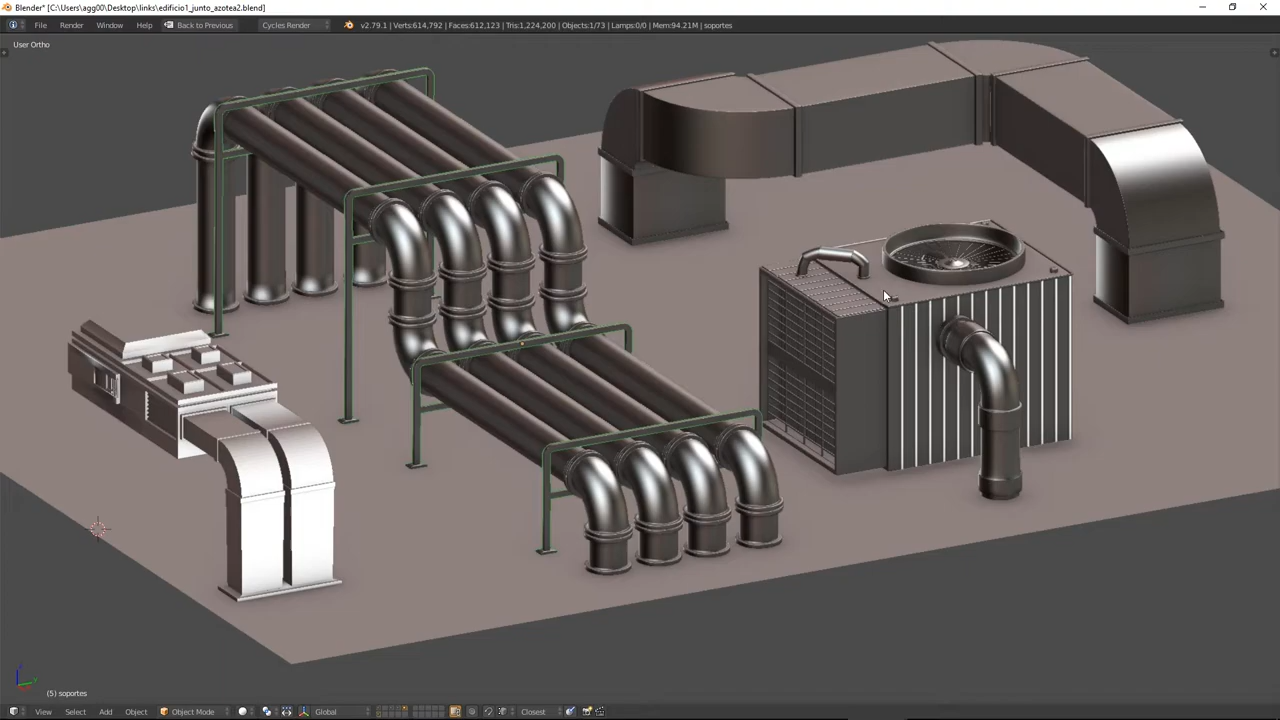 Blender* [C:\Users\agg00\Desktop\links\edificio1_junto_azotea2.blend]
File Render Window Help Back to Previous Cycles Render v2.79.1 | Verts:614,792 | Faces:612,123 | Tris:1,224,200 | Objects:1/73 | Lamps:0/0 | Mem:94.21M | soportes
User Ortho
(5) soportes
View Select Add Object Object Mode Global Closest